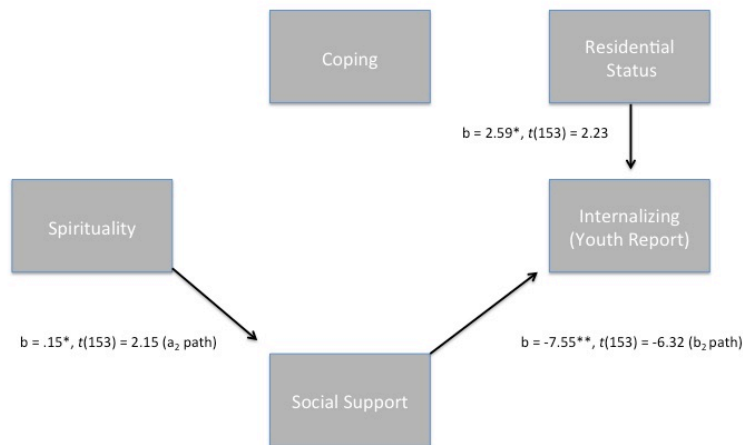 Coping
Residential
Status
b = 2.59*, t(153) = 2.23
Spirituality
Internalizing
(Youth Report)
b = .15*, t(153) = 2.15 (a₂ path)
b = -7.55**, t(153) = -6.32 (b₂ path)
Social Support